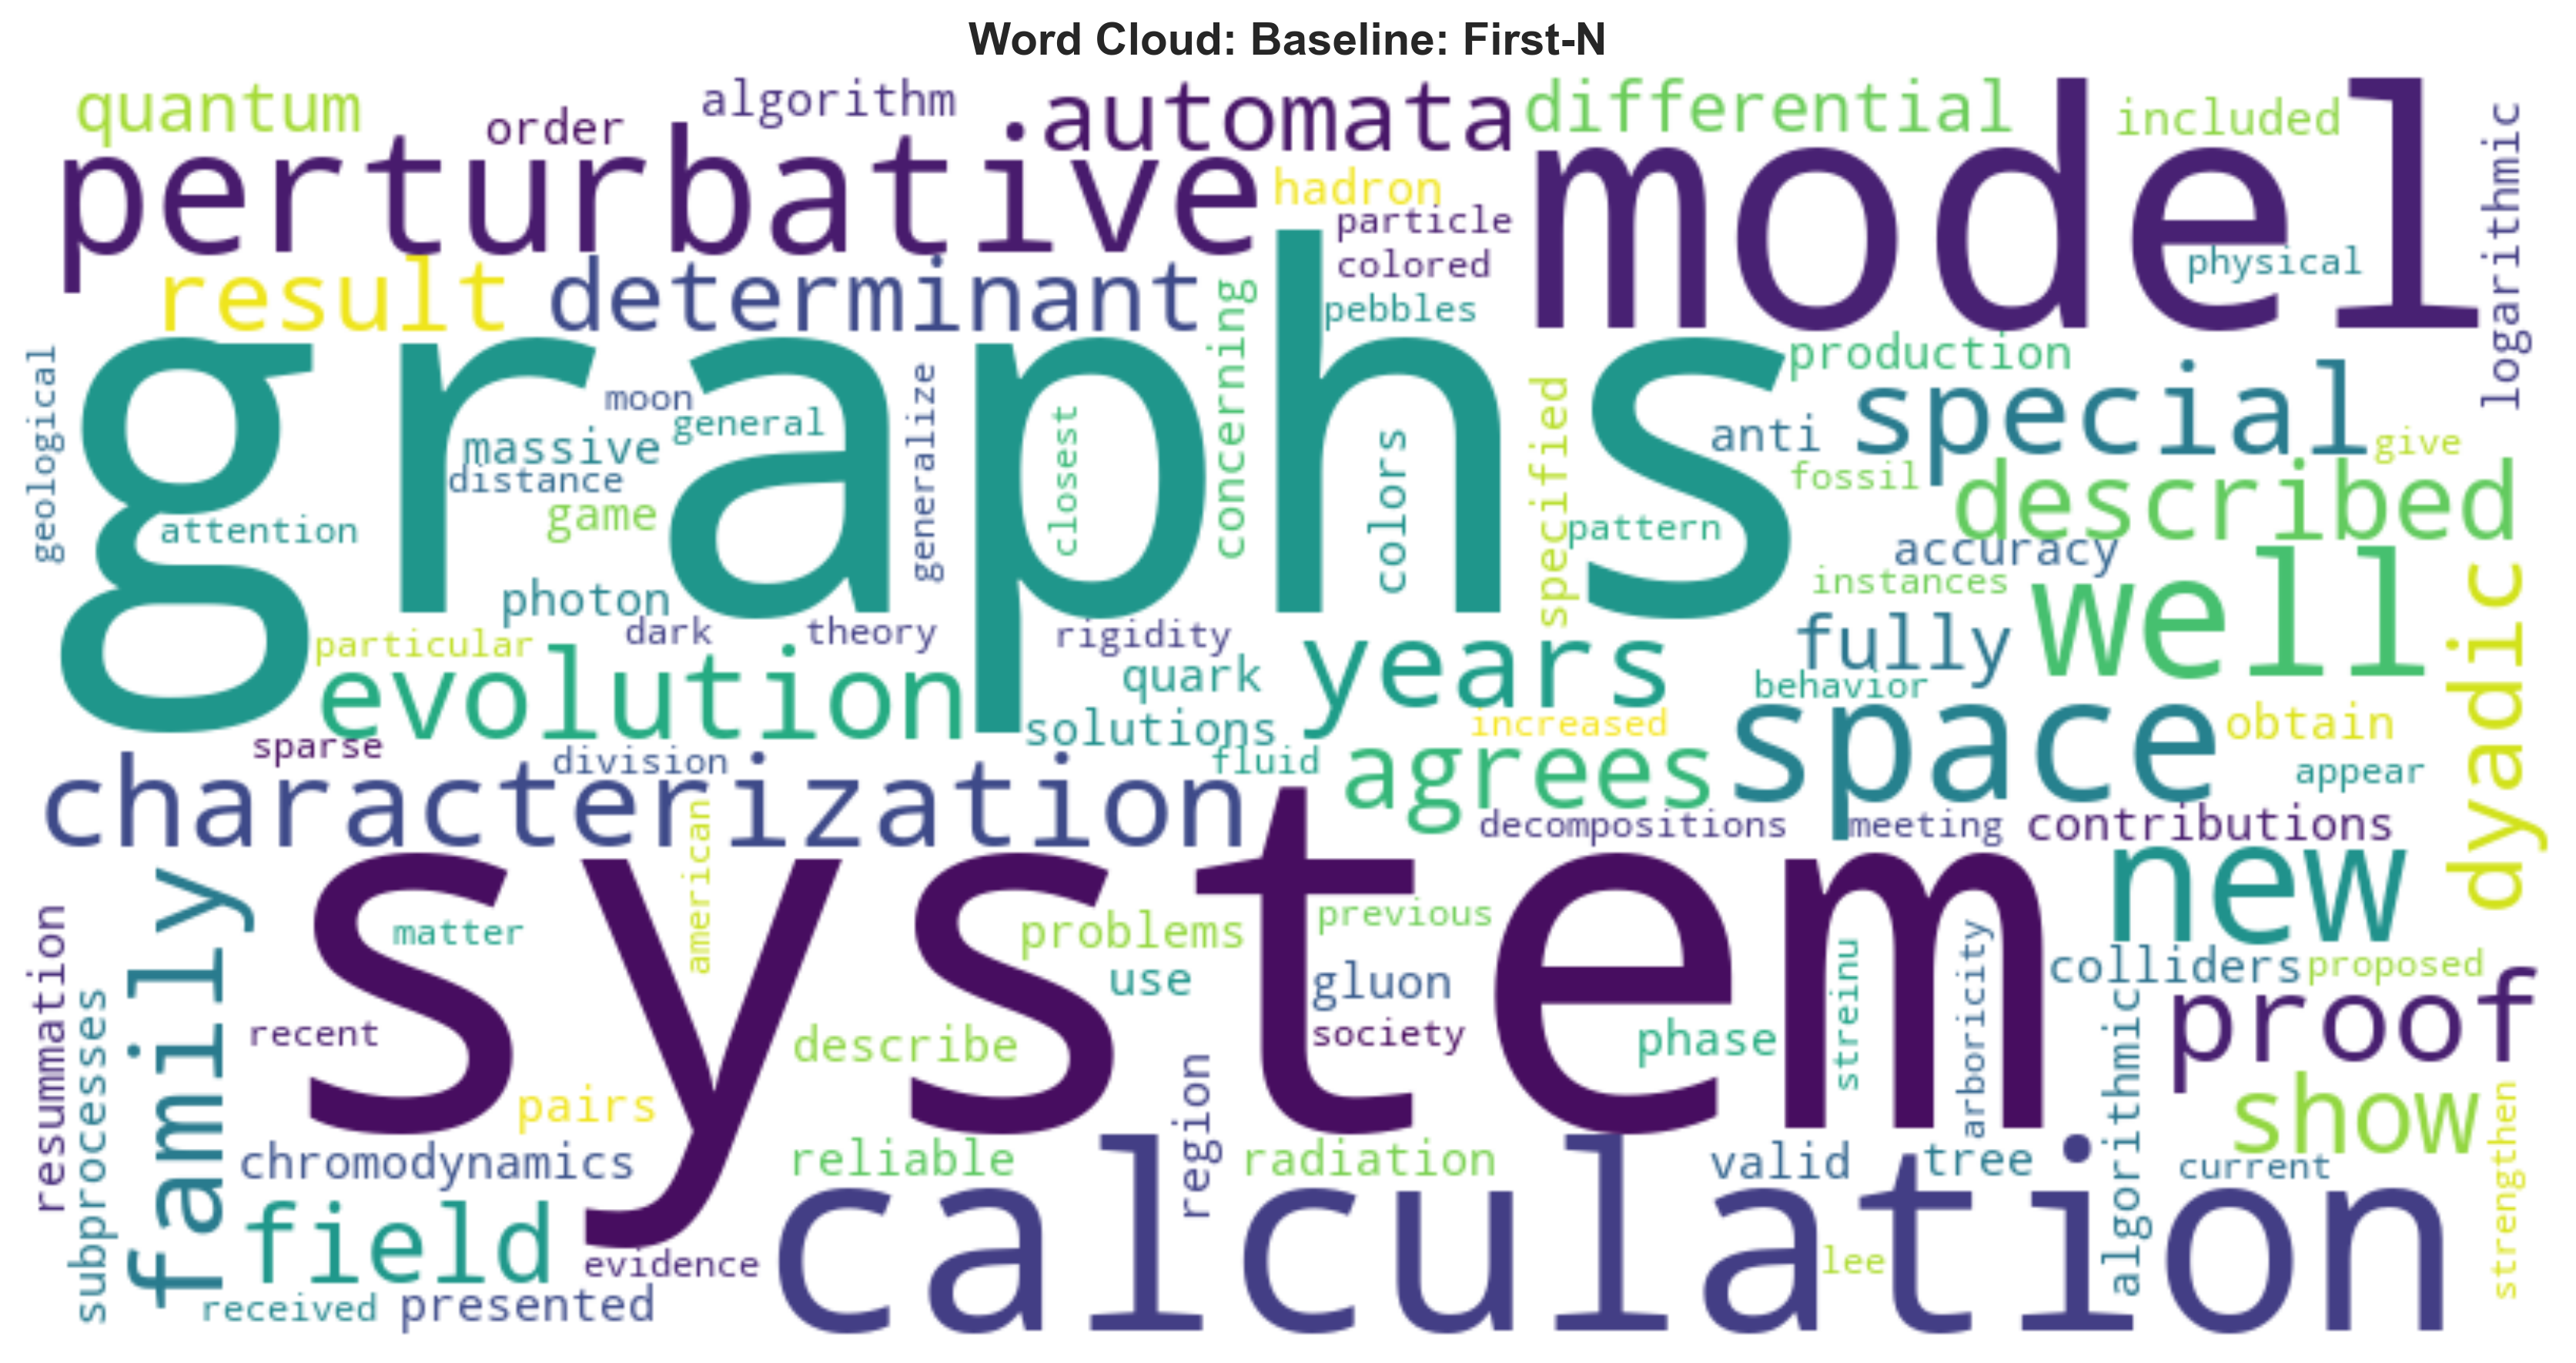 Word Cloud: Baseline: First-N
quantum
order
algorithm
automata
differential
model
included
logarithmic
perturbative
hadron
particle
colored
pebbles
physical
result
determinant
concerning
graphs
production
special
give
geological
moon
general
massive
distance
generalize
closest
colors
specified
anti
fossil
described
attention
game
pattern
accuracy
instances
well
dyadic
photon
particular
dark
theory
rigidity
quark
years
fully
behavior
evolution
solutions
increased
space
obtain
sparse
division
fluid
agrees
appear
characterization
american
decompositions
meeting
contributions
new
system
family
matter
problems
previous
use
gluon
streinu
arboricity
colliders
proposed
proof
resummation
subprocesses
recent
describe
society
phase
algorithmic
pairs
region
show
strengthen
chromodynamics
reliable
radiation
valid
tree
current
field
evidence
calculation
lee
received
presented